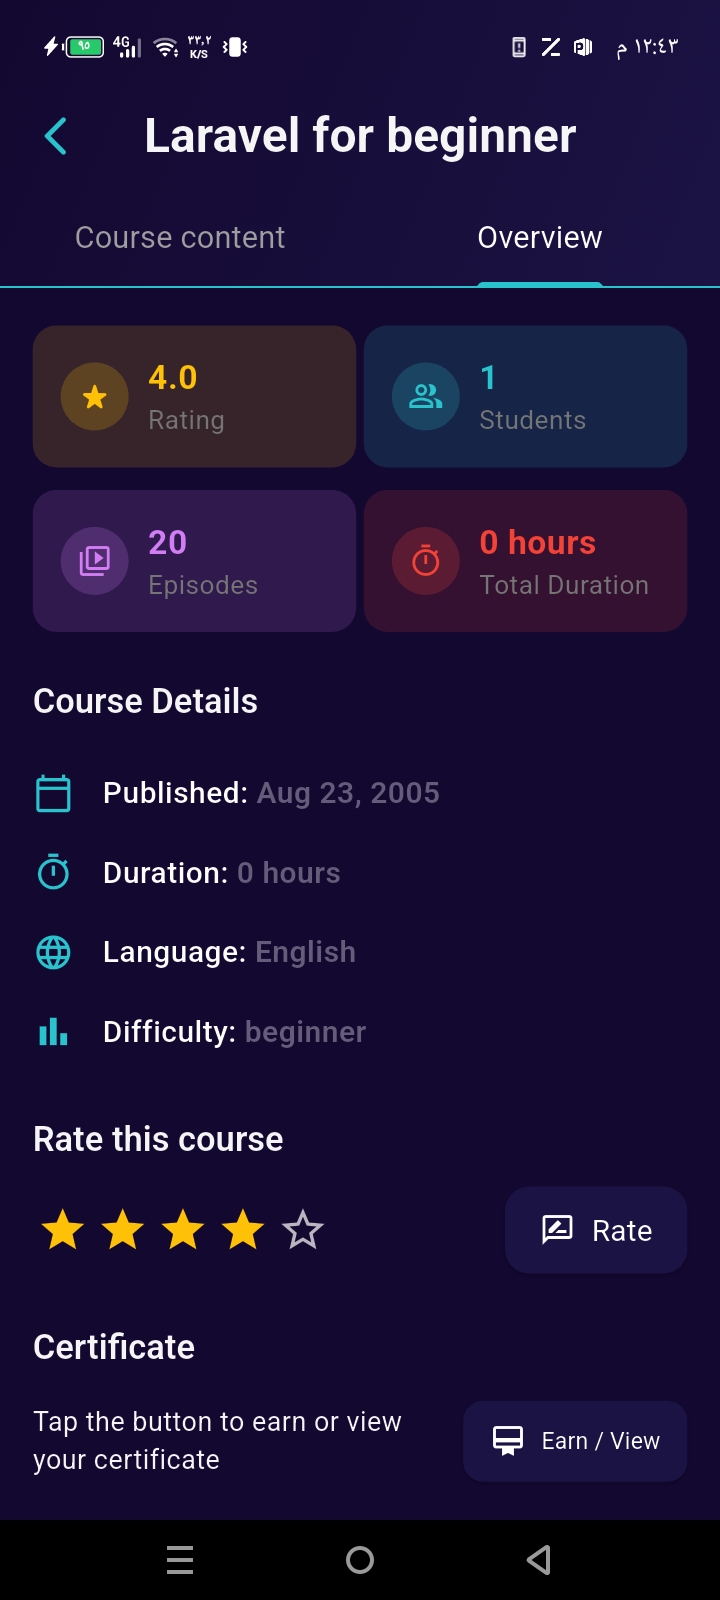 ٩٥ 4G ٣٣,٢ K/S ١٢:٤٣ م
Laravel for beginner
Course content Overview
4.0
Rating
1
Students
20
Episodes
0 hours
Total Duration
Course Details
Published: Aug 23, 2005
Duration: 0 hours
Language: English
Difficulty: beginner
Rate this course
Rate
Certificate
Tap the button to earn or view
your certificate
Earn / View